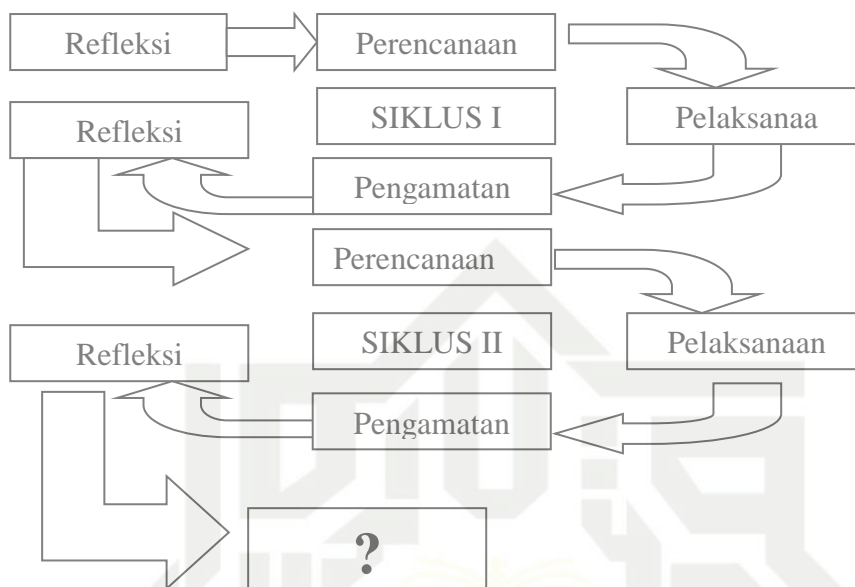 Refleksi
Perencanaan
SIKLUS I
Pelaksanaa
Refleksi
Pengamatan
Perencanaan
SIKLUS II
Pelaksanaan
Refleksi
Pengamatan
?